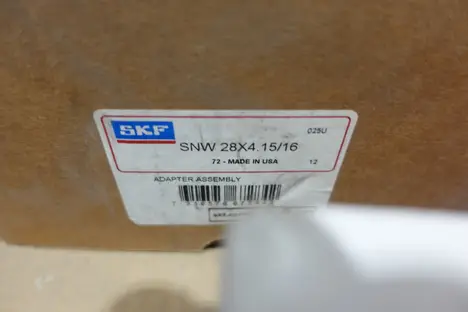 025U
SKF
SNW 28X4.15/16
72 - MADE IN USA
12
ADAPTER ASSEMBLY